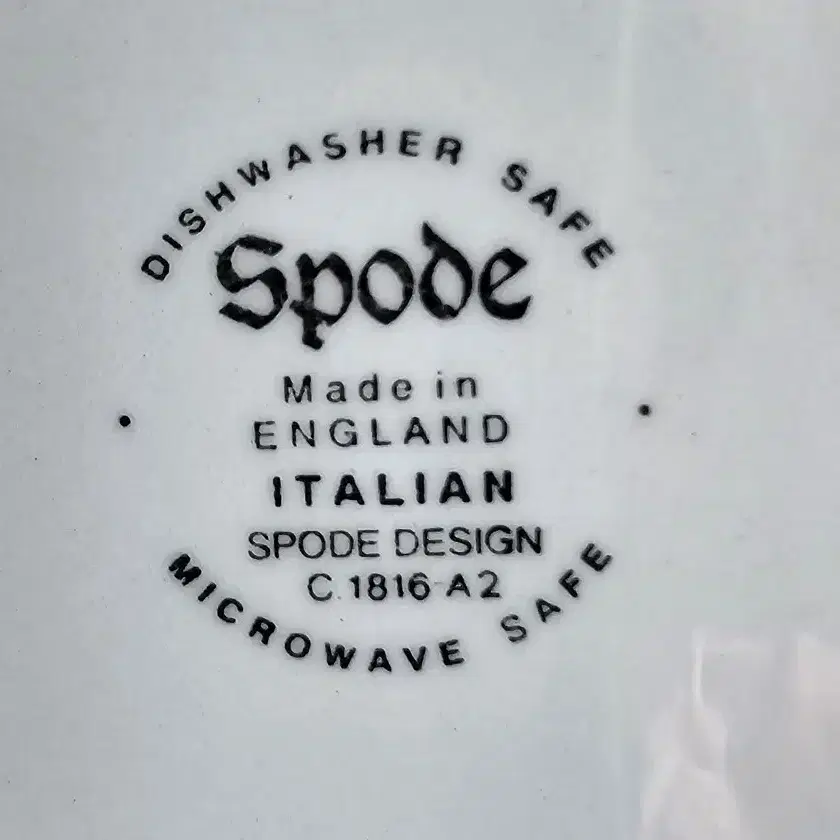 DISHWASHER SAFE
Spode
Made in
ENGLAND
ITALIAN
SPODE DESIGN
C.1816-A2
MICROWAVE SAFE